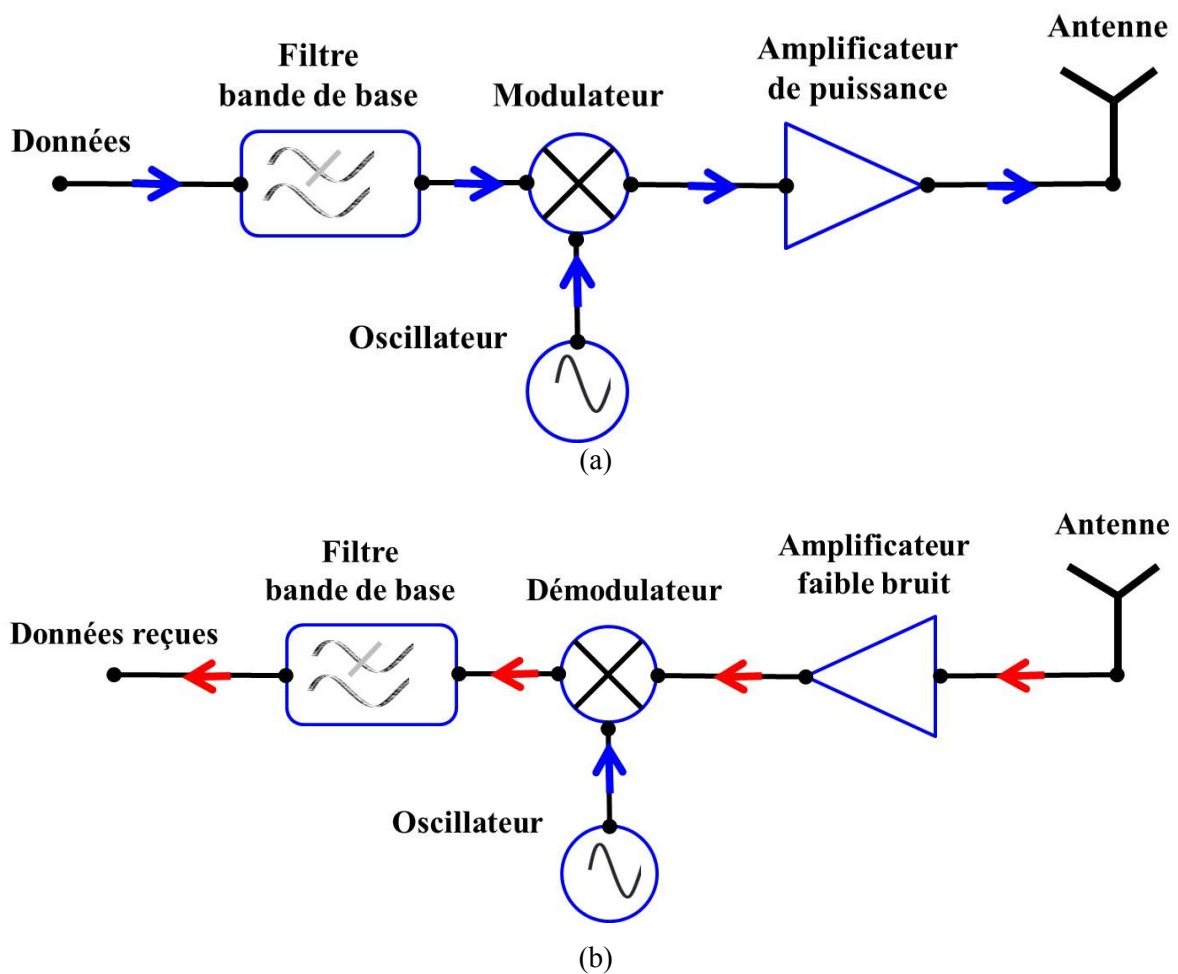 Antenne
Amplificateur
de puissance
Filtre
bande de base
Modulateur
Données
Oscillateur
(a)
Antenne
Amplificateur
faible bruit
Filtre
bande de base
Démodulateur
Données reçues
Oscillateur
(b)